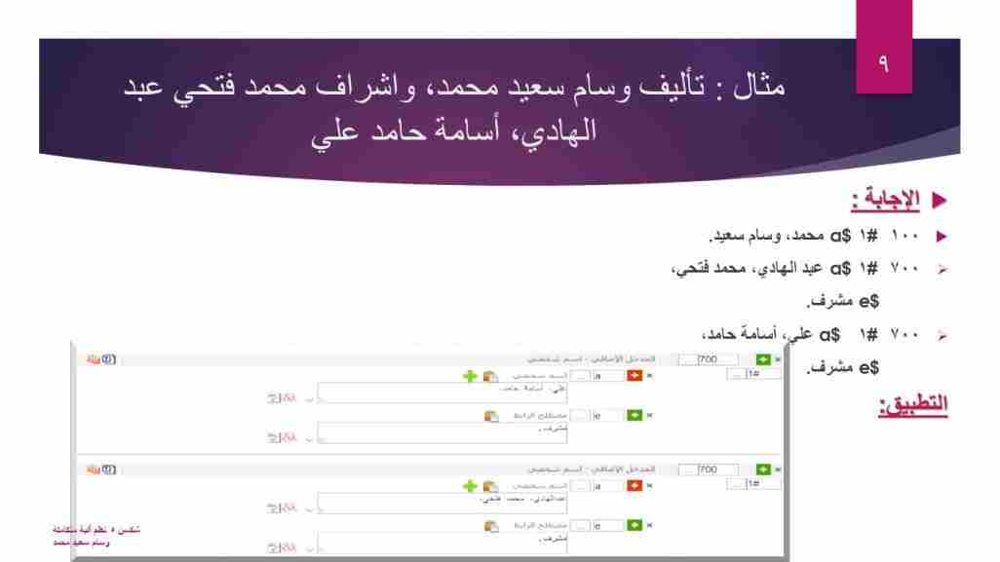 ٩
مثال : تأليف وسام سعيد محمد، واشراف محمد فتحي عبد
الهادي، أسامة حامد علي
الإجابة :
١٠٠ #١ $a محمد، وسام سعيد.
٧٠٠ #١ $a عبد الهادي، محمد فتحي،
$e مشرف.
٧٠٠ #١ $a علي، أسامة حامد،
$e مشرف.
التطبيق:
700 المدخل الإضافي - اسم شخصي
1#
a اسم شخصي
علي، أسامة حامد،
e مصطلح الرابط
مشرف.
700 المدخل الإضافي - اسم شخصي
1#
a اسم شخصي
عبدالهادي، محمد فتحي،
e مصطلح الرابط
مشرف.
نظم آلية متكاملة
وسام سعيد محمد